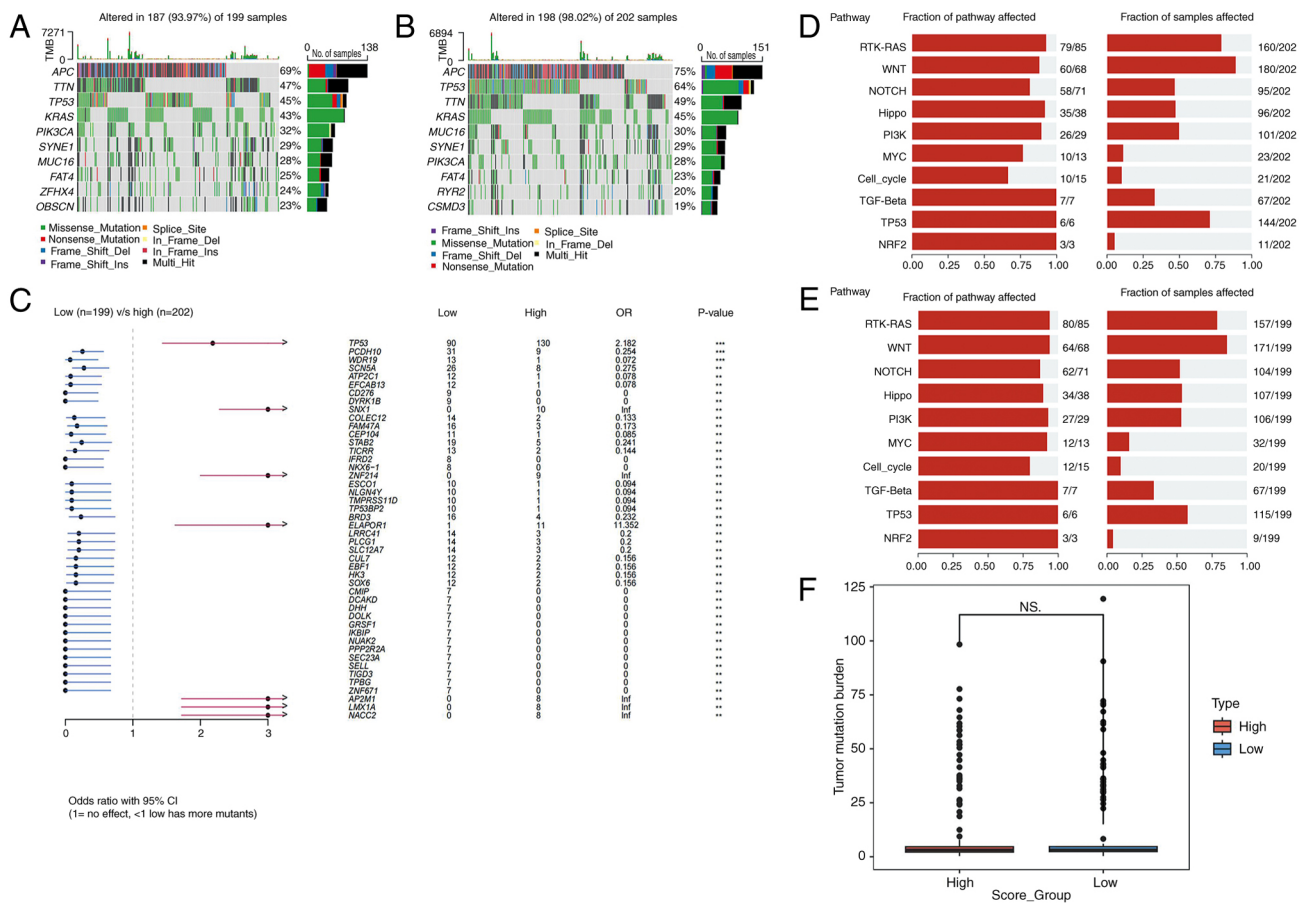 A
Altered in 187 (93.97%) of 199 samples
7271
0
TMB
0 138
No. of samples
APC 69%
TTN 47%
TP53 45%
KRAS 43%
PIK3CA 32%
SYNE1 29%
MUC16 28%
FAT4 25%
ZFHX4 24%
OBSCN 23%
Missense_Mutation Splice_Site
Nonsense_Mutation In_Frame_Del
Frame_Shift_Del In_Frame_Ins
Frame_Shift_Ins Multi_Hit
B
Altered in 198 (98.02%) of 202 samples
6894
0
TMB
0 151
No. of samples
APC 75%
TP53 64%
TTN 49%
KRAS 45%
MUC16 30%
SYNE1 29%
PIK3CA 28%
FAT4 23%
RYR2 20%
CSMD3 19%
Frame_Shift_Ins Splice_Site
Missense_Mutation In_Frame_Del
Frame_Shift_Del Multi_Hit
Nonsense_Mutation
C
Low (n=199) v/s high (n=202) Low High OR P-value
TP53 90 130 2.182 ***
PCDH10 31 9 0.254 ***
WDR19 13 1 0.072 ***
SCN5A 26 8 0.275 **
ATP2C1 12 1 0.078 **
EFCAB13 12 1 0.078 **
CD276 9 0 0 **
DYRK1B 9 0 0 **
SNX1 0 10 Inf **
COLEC12 14 2 0.133 **
FAM47A 16 3 0.173 **
CEP104 11 1 0.085 **
STAB2 19 5 0.241 **
TICRR 13 2 0.144 **
IFRD2 8 0 0 **
NKX6-1 8 0 0 **
ZNF214 0 9 Inf **
ESCO1 10 1 0.094 **
NLGN4Y 10 1 0.094 **
TMPRSS11D 10 1 0.094 **
TP53BP2 10 1 0.094 **
BRD3 16 4 0.232 **
ELAPOR1 1 11 11.352 **
LRRC41 14 3 0.2 **
PLCG1 14 3 0.2 **
SLC12A7 14 3 0.2 **
CUL7 12 2 0.156 **
EBF1 12 2 0.156 **
HK3 12 2 0.156 **
SOX6 12 2 0.156 **
CMIP 7 0 0 **
DCAKD 7 0 0 **
DHH 7 0 0 **
DOLK 7 0 0 **
GRSF1 7 0 0 **
IKBIP 7 0 0 **
NUAK2 7 0 0 **
PPP2R2A 7 0 0 **
SEC23A 7 0 0 **
SELL 7 0 0 **
TIGD3 7 0 0 **
TPBG 7 0 0 **
ZNF671 7 0 0 **
AP2M1 0 8 Inf **
LMX1A 0 8 Inf **
NACC2 0 8 Inf **
0 1 2 3
Odds ratio with 95% CI
(1= no effect, <1 low has more mutants)
D
Pathway Fraction of pathway affected Fraction of samples affected
RTK-RAS 79/85 160/202
WNT 60/68 180/202
NOTCH 58/71 95/202
Hippo 35/38 96/202
PI3K 26/29 101/202
MYC 10/13 23/202
Cell_cycle 10/15 21/202
TGF-Beta 7/7 67/202
TP53 6/6 144/202
NRF2 3/3 11/202
0.00 0.25 0.50 0.75 1.00 0.00 0.25 0.50 0.75 1.00
E
Pathway Fraction of pathway affected Fraction of samples affected
RTK-RAS 80/85 157/199
WNT 64/68 171/199
NOTCH 62/71 104/199
Hippo 34/38 107/199
PI3K 27/29 106/199
MYC 12/13 32/199
Cell_cycle 12/15 20/199
TGF-Beta 7/7 67/199
TP53 6/6 115/199
NRF2 3/3 9/199
0.00 0.25 0.50 0.75 1.00 0.00 0.25 0.50 0.75 1.00
F
125
100
75
50
25
0
Tumor mutation burden
NS.
High Low
Score_Group
Type
High
Low